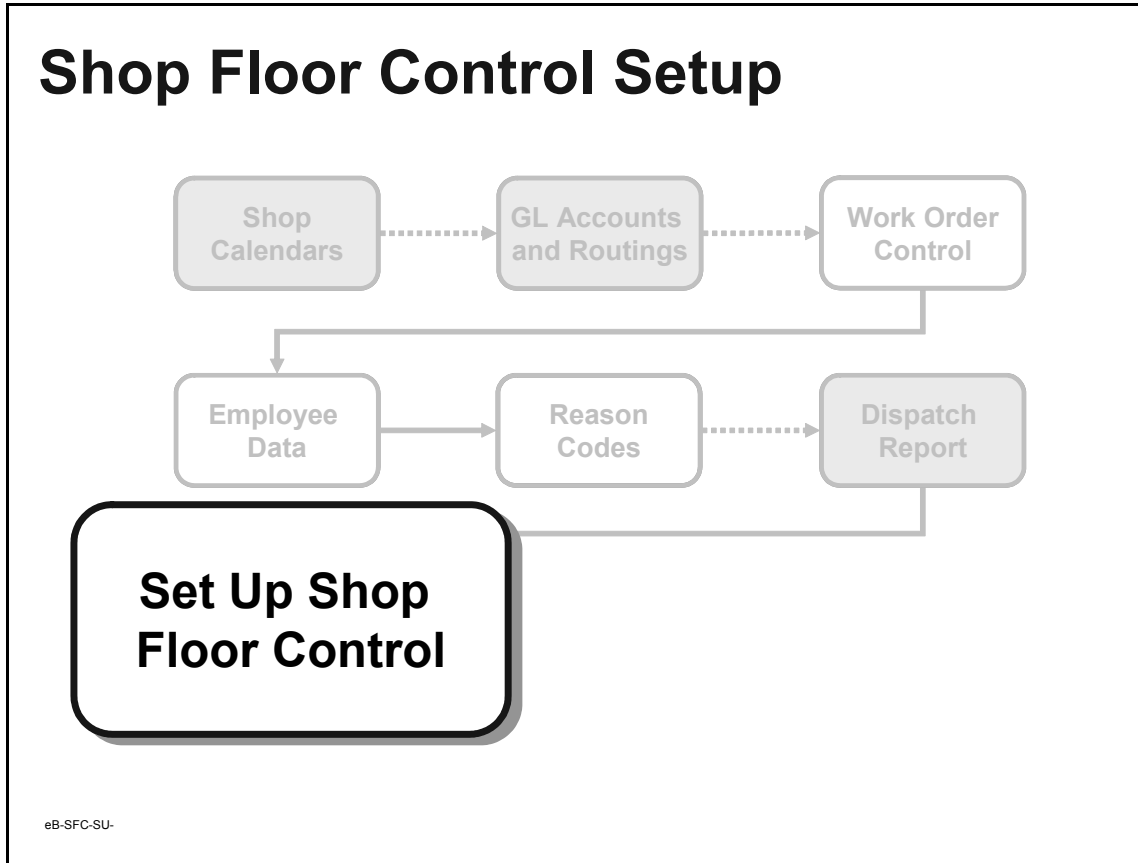 Shop Floor Control Setup
Shop
Calendars
GL Accounts
and Routings
Work Order
Control
Employee
Data
Reason
Codes
Dispatch
Report
Set Up Shop
Floor Control
eB-SFC-SU-